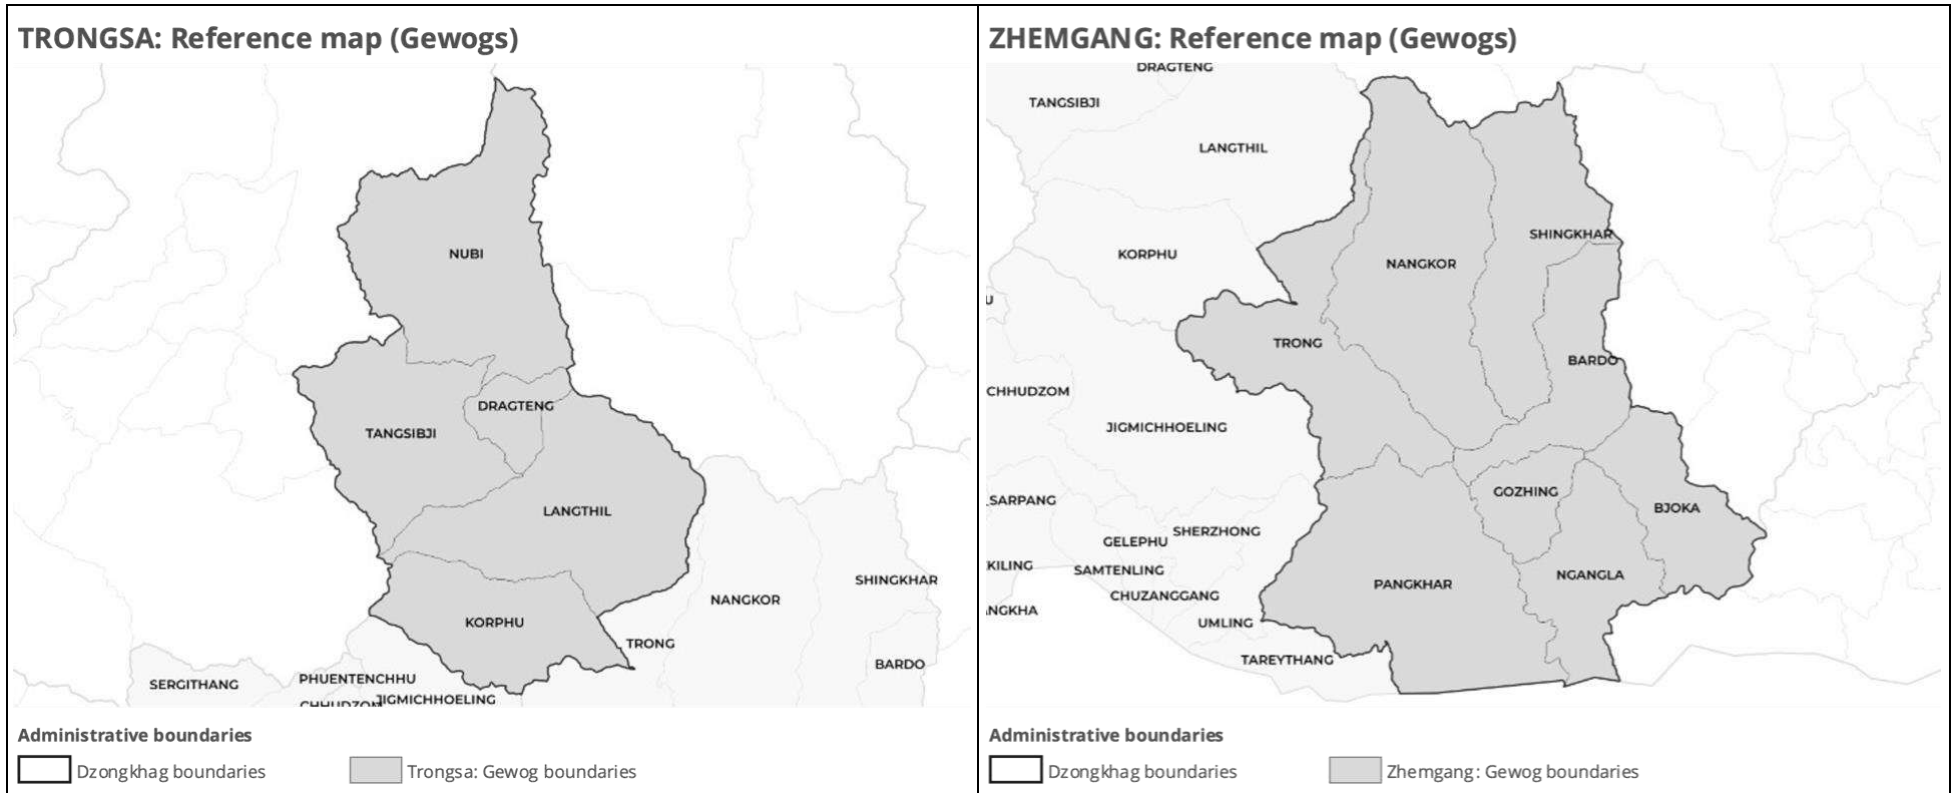 TRONGSA: Reference map (Gewogs)
NUBI
DRAGTENG
TANGSIBJI
LANGTHIL
SHINGKHAR
NANGKOR
KORPHU
TRONG
BARDO
PHUENTENCHHU
SERGITHANG
JIGMICHHOELING
CHHUDZOM
Administrative boundaries
Dzongkhag boundaries
Trongsa: Gewog boundaries
ZHEMGANG: Reference map (Gewogs)
DRAGTENG
TANGSIBJI
LANGTHIL
SHINGKHAR
KORPHU
NANGKOR
U
TRONG
BARDO
CHHUDZOM
JIGMICHHOELING
GOZHING
SARPANG
BJOKA
SHERZHONG
GELEPHU
KILING
SAMTENLING
NGANGLA
PANGKHAR
CHUZANGGANG
ANGKHA
UMLING
TAREYTHANG
Administrative boundaries
Dzongkhag boundaries
Zhemgang: Gewog boundaries